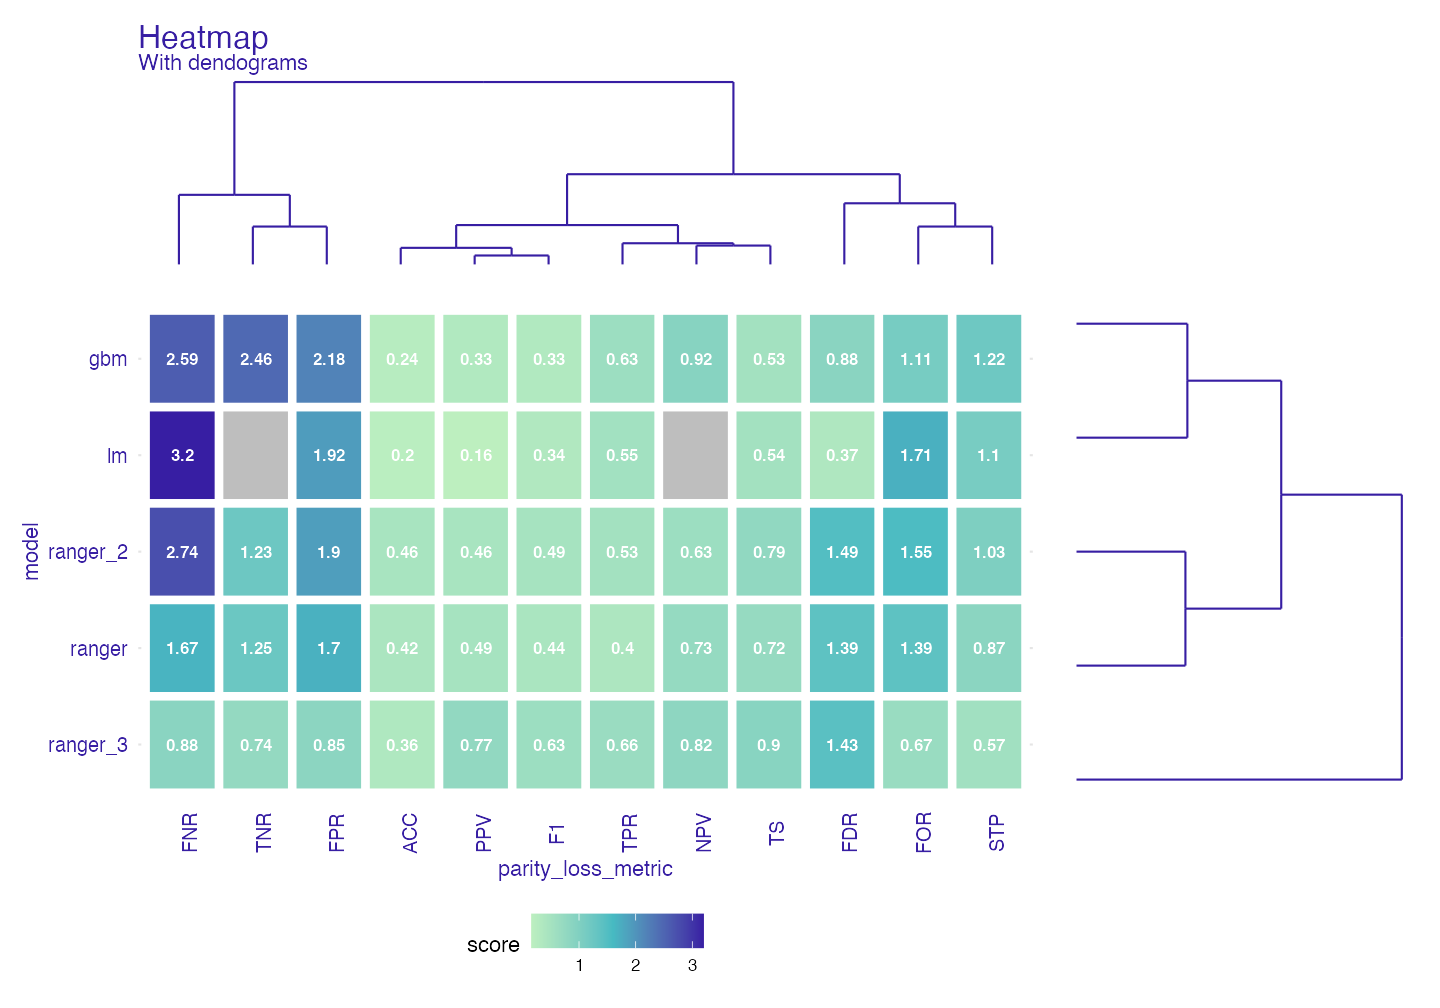 Heatmap
With dendograms
gbm 2.59 2.46 2.18 0.24 0.33 0.33 0.63 0.92 0.53 0.88 1.11 1.22
lm 3.2 1.92 0.2 0.16 0.34 0.55 0.54 0.37 1.71 1.1
ranger_2 2.74 1.23 1.9 0.46 0.46 0.49 0.53 0.63 0.79 1.49 1.55 1.03
ranger 1.67 1.25 1.7 0.42 0.49 0.44 0.4 0.73 0.72 1.39 1.39 0.87
ranger_3 0.88 0.74 0.85 0.36 0.77 0.63 0.66 0.82 0.9 1.43 0.67 0.57
model
FNR TNR FPR ACC PPV F1 TPR NPV TS FDR FOR STP
parity_loss_metric
score
1 2 3